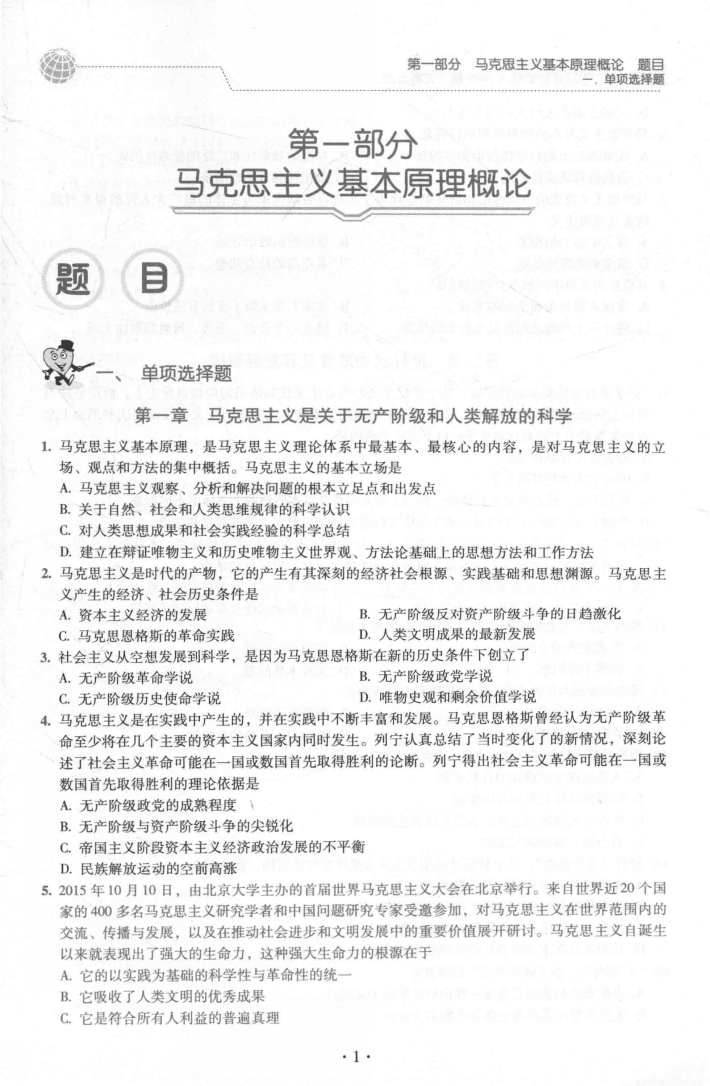 第一部分 马克思主义基本原理概论 题目
一、单项选择题
第一部分
马克思主义基本原理概论
题 目
一、 单项选择题
第一章 马克思主义是关于无产阶级和人类解放的科学
1. 马克思主义基本原理，是马克思主义理论体系中最基本、最核心的内容，是对马克思主义的立
场、观点和方法的集中概括。马克思主义的基本立场是
A. 马克思主义观察、分析和解决问题的根本立足点和出发点
B. 关于自然、社会和人类思维规律的科学认识
C. 对人类思想成果和社会实践经验的科学总结
D. 建立在辩证唯物主义和历史唯物主义世界观、方法论基础上的思想方法和工作方法
2. 马克思主义是时代的产物，它的产生有其深刻的经济社会根源、实践基础和思想渊源。马克思主
义产生的经济、社会历史条件是
A. 资本主义经济的发展 B. 无产阶级反对资产阶级斗争的日趋激化
C. 马克思恩格斯的革命实践 D. 人类文明成果的最新发展
3. 社会主义从空想发展到科学，是因为马克思恩格斯在新的历史条件下创立了
A. 无产阶级革命学说 B. 无产阶级政党学说
C. 无产阶级历史使命学说 D. 唯物史观和剩余价值学说
4. 马克思主义是在实践中产生的，并在实践中不断丰富和发展。马克思恩格斯曾经认为无产阶级革
命至少将在几个主要的资本主义国家内同时发生。列宁认真总结了当时变化了的新情况，深刻论
述了社会主义革命可能在一国或数国首先取得胜利的论断。列宁得出社会主义革命可能在一国或
数国首先取得胜利的理论依据是
A. 无产阶级政党的成熟程度
B. 无产阶级与资产阶级斗争的尖锐化
C. 帝国主义阶段资本主义经济政治发展的不平衡
D. 民族解放运动的空前高涨
5. 2015 年 10 月 10 日，由北京大学主办的首届世界马克思主义大会在北京举行。来自世界近 20 个国
家的 400 多名马克思主义研究学者和中国问题研究专家受邀参加，对马克思主义在世界范围内的
交流、传播与发展，以及在推动社会进步和文明发展中的重要价值展开研讨。马克思主义自诞生
以来就表现出了强大的生命力，这种强大生命力的根源在于
A. 它的以实践为基础的科学性与革命性的统一
B. 它吸收了人类文明的优秀成果
C. 它是符合所有人利益的普遍真理
· 1 ·